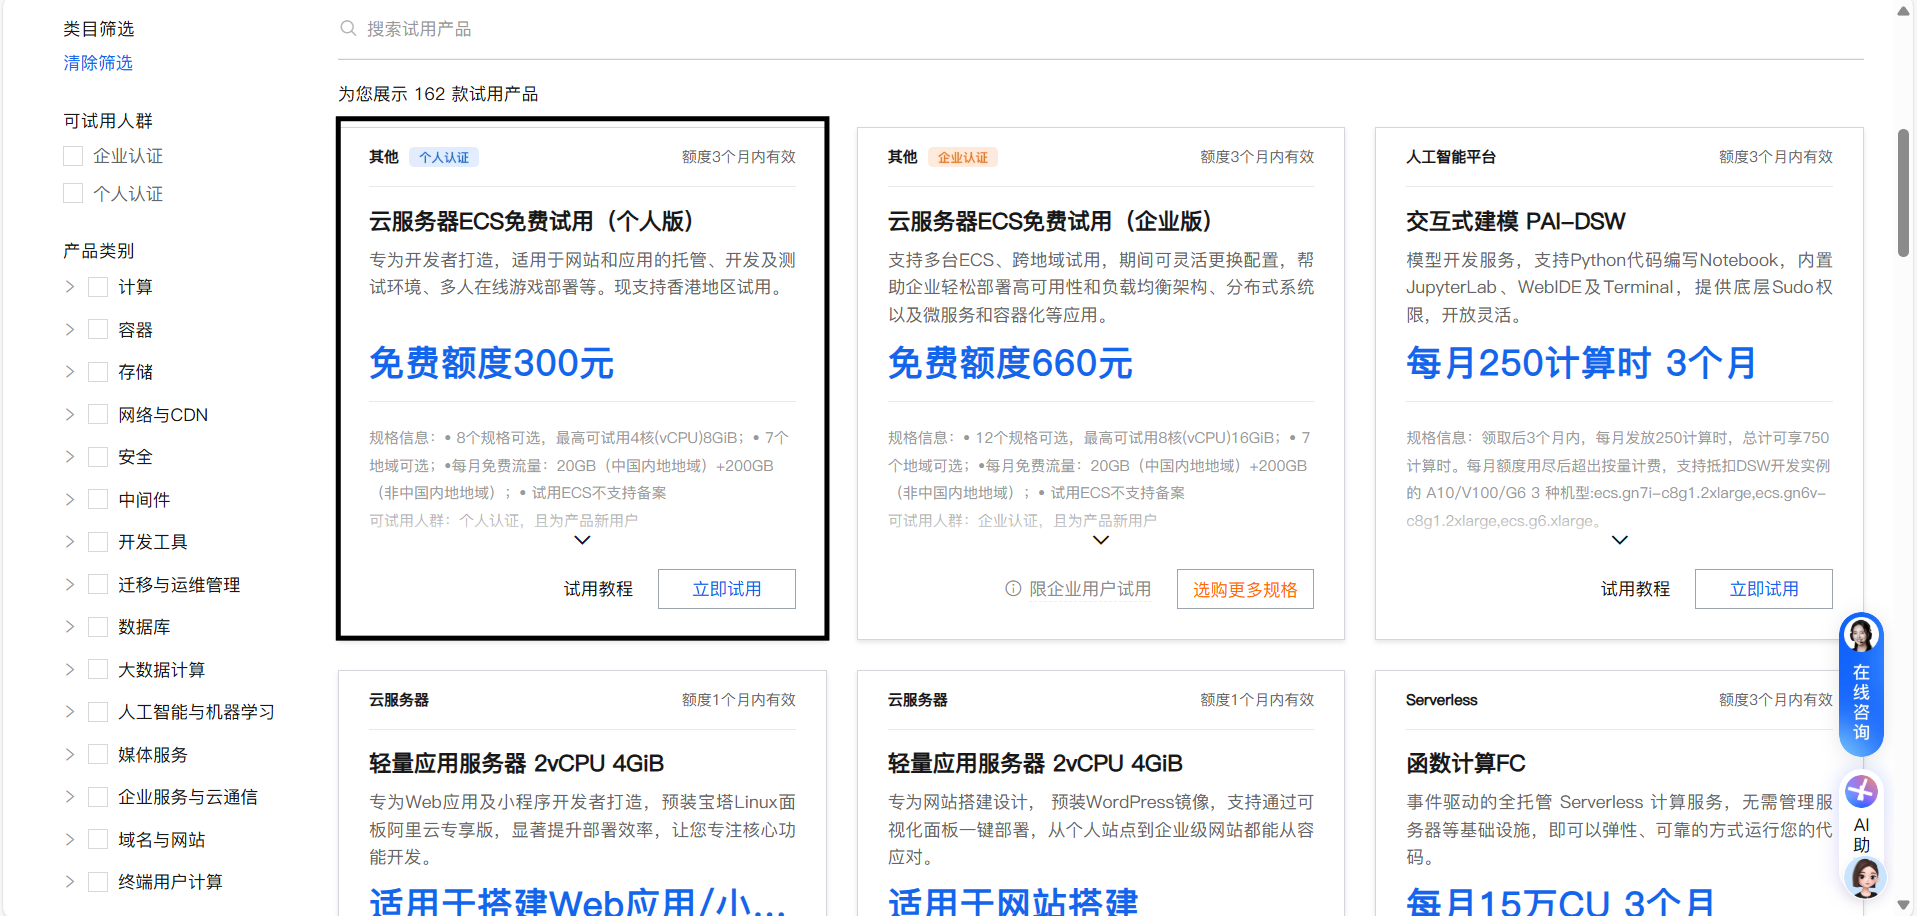 类目筛选
清除筛选
可试用人群
企业认证
个人认证
产品类别
计算
容器
存储
网络与CDN
安全
中间件
开发工具
迁移与运维管理
数据库
大数据计算
人工智能与机器学习
媒体服务
企业服务与云通信
域名与网站
终端用户计算
搜索试用产品
为您展示 162 款试用产品
其他 个人认证 额度3个月内有效
云服务器ECS免费试用（个人版）
专为开发者打造，适用于网站和应用的托管、开发及测
试环境、多人在线游戏部署等。现支持香港地区试用。
免费额度300元
规格信息：• 8个规格可选，最高可试用4核(vCPU)8GiB；• 7个
地域可选；•每月免费流量：20GB（中国内地地域）+200GB
（非中国内地地域）；• 试用ECS不支持备案
可试用人群：个人认证，且为产品新用户
试用教程 立即试用
其他 企业认证 额度3个月内有效
云服务器ECS免费试用（企业版）
支持多台ECS、跨地域试用，期间可灵活更换配置，帮
助企业轻松部署高可用性和负载均衡架构、分布式系统
以及微服务和容器化等应用。
免费额度660元
规格信息：• 12个规格可选，最高可试用8核(vCPU)16GiB；• 7
个地域可选；•每月免费流量：20GB（中国内地地域）+200GB
（非中国内地地域）；• 试用ECS不支持备案
可试用人群：企业认证，且为产品新用户
限企业用户试用 选购更多规格
人工智能平台 额度3个月内有效
交互式建模 PAI-DSW
模型开发服务，支持Python代码编写Notebook，内置
JupyterLab、WebIDE及Terminal，提供底层Sudo权
限，开放灵活。
每月250计算时 3个月
规格信息：领取后3个月内，每月发放250计算时，总计可享750
计算时。每月额度用尽后超出按量计费，支持抵扣DSW开发实例
的 A10/V100/G6 3 种机型:ecs.gn7i-c8g1.2xlarge,ecs.gn6v-
c8g1.2xlarge,ecs.g6.xlarge。
试用教程 立即试用
云服务器 额度1个月内有效
轻量应用服务器 2vCPU 4GiB
专为Web应用及小程序开发者打造，预装宝塔Linux面
板阿里云专享版，显著提升部署效率，让您专注核心功
能开发。
适用于搭建Web应用/小...
云服务器 额度1个月内有效
轻量应用服务器 2vCPU 4GiB
专为网站搭建设计， 预装WordPress镜像，支持通过可
视化面板一键部署，从个人站点到企业级网站都能从容
应对。
适用于网站搭建
Serverless 额度3个月内有效
函数计算FC
事件驱动的全托管 Serverless 计算服务，无需管理服
务器等基础设施，即可以弹性、可靠的方式运行您的代
码。
每月15万CU 3个月
在线咨询
AI
助